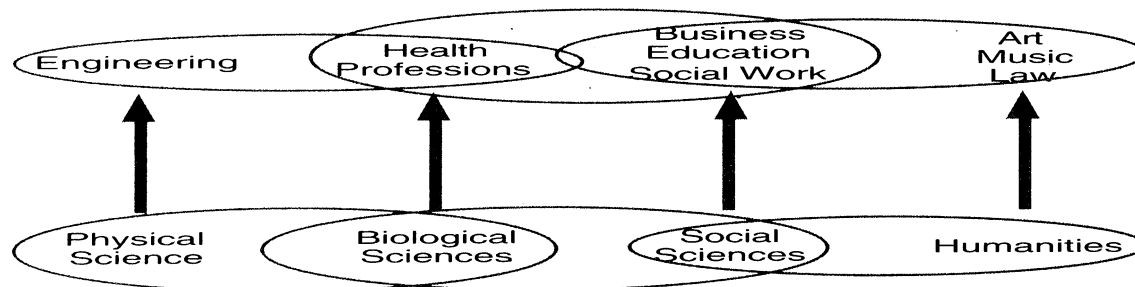 Engineering
Health
Professions
Business
Education
Social Work
Art
Music
Law
Physical
Science
Biological
Sciences
Social
Sciences
Humanities